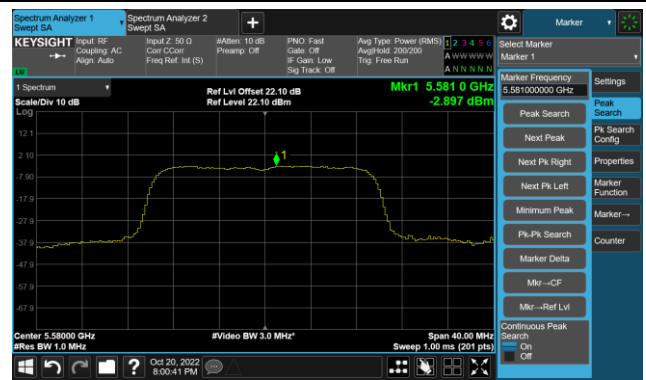 Spectrum Analyzer 1
Swept SA
Spectrum Analyzer 2
Swept SA
+
Marker
KEYSIGHT
Input: RF
Coupling: AC
Align: Auto
Input Z: 50 Ω
Corr CCorr
Freq Ref: Int (S)
#Atten: 10 dB
Preamp: Off
PNO: Fast
Gate: Off
IF Gain: Low
Sig Track: Off
Avg Type: Power (RMS)
Avg|Hold: 200/200
Trig: Free Run
1 2 3 4 5 6
A W W W W W
A N N N N N
LW
Select Marker
Marker 1
1 Spectrum
Scale/Div 10 dB
Log
Ref Lvl Offset 22.10 dB
Ref Level 22.10 dBm
Mkr1 5.581 0 GHz
-2.897 dBm
12.1
2.10
-7.90
-17.9
-27.9
-37.9
-47.9
-57.9
-67.9
1
Center 5.58000 GHz
#Res BW 1.0 MHz
#Video BW 3.0 MHz*
Span 40.00 MHz
Sweep 1.00 ms (201 pts)
Marker Frequency
5.581000000 GHz
Peak Search
Next Peak
Next Pk Right
Next Pk Left
Minimum Peak
Pk-Pk Search
Marker Delta
Mkr→CF
Mkr→Ref Lvl
Continuous Peak
Search
On
Off
Settings
Peak
Search
Pk Search
Config
Properties
Marker
Function
Marker→
Counter
?
Oct 20, 2022
8:00:41 PM